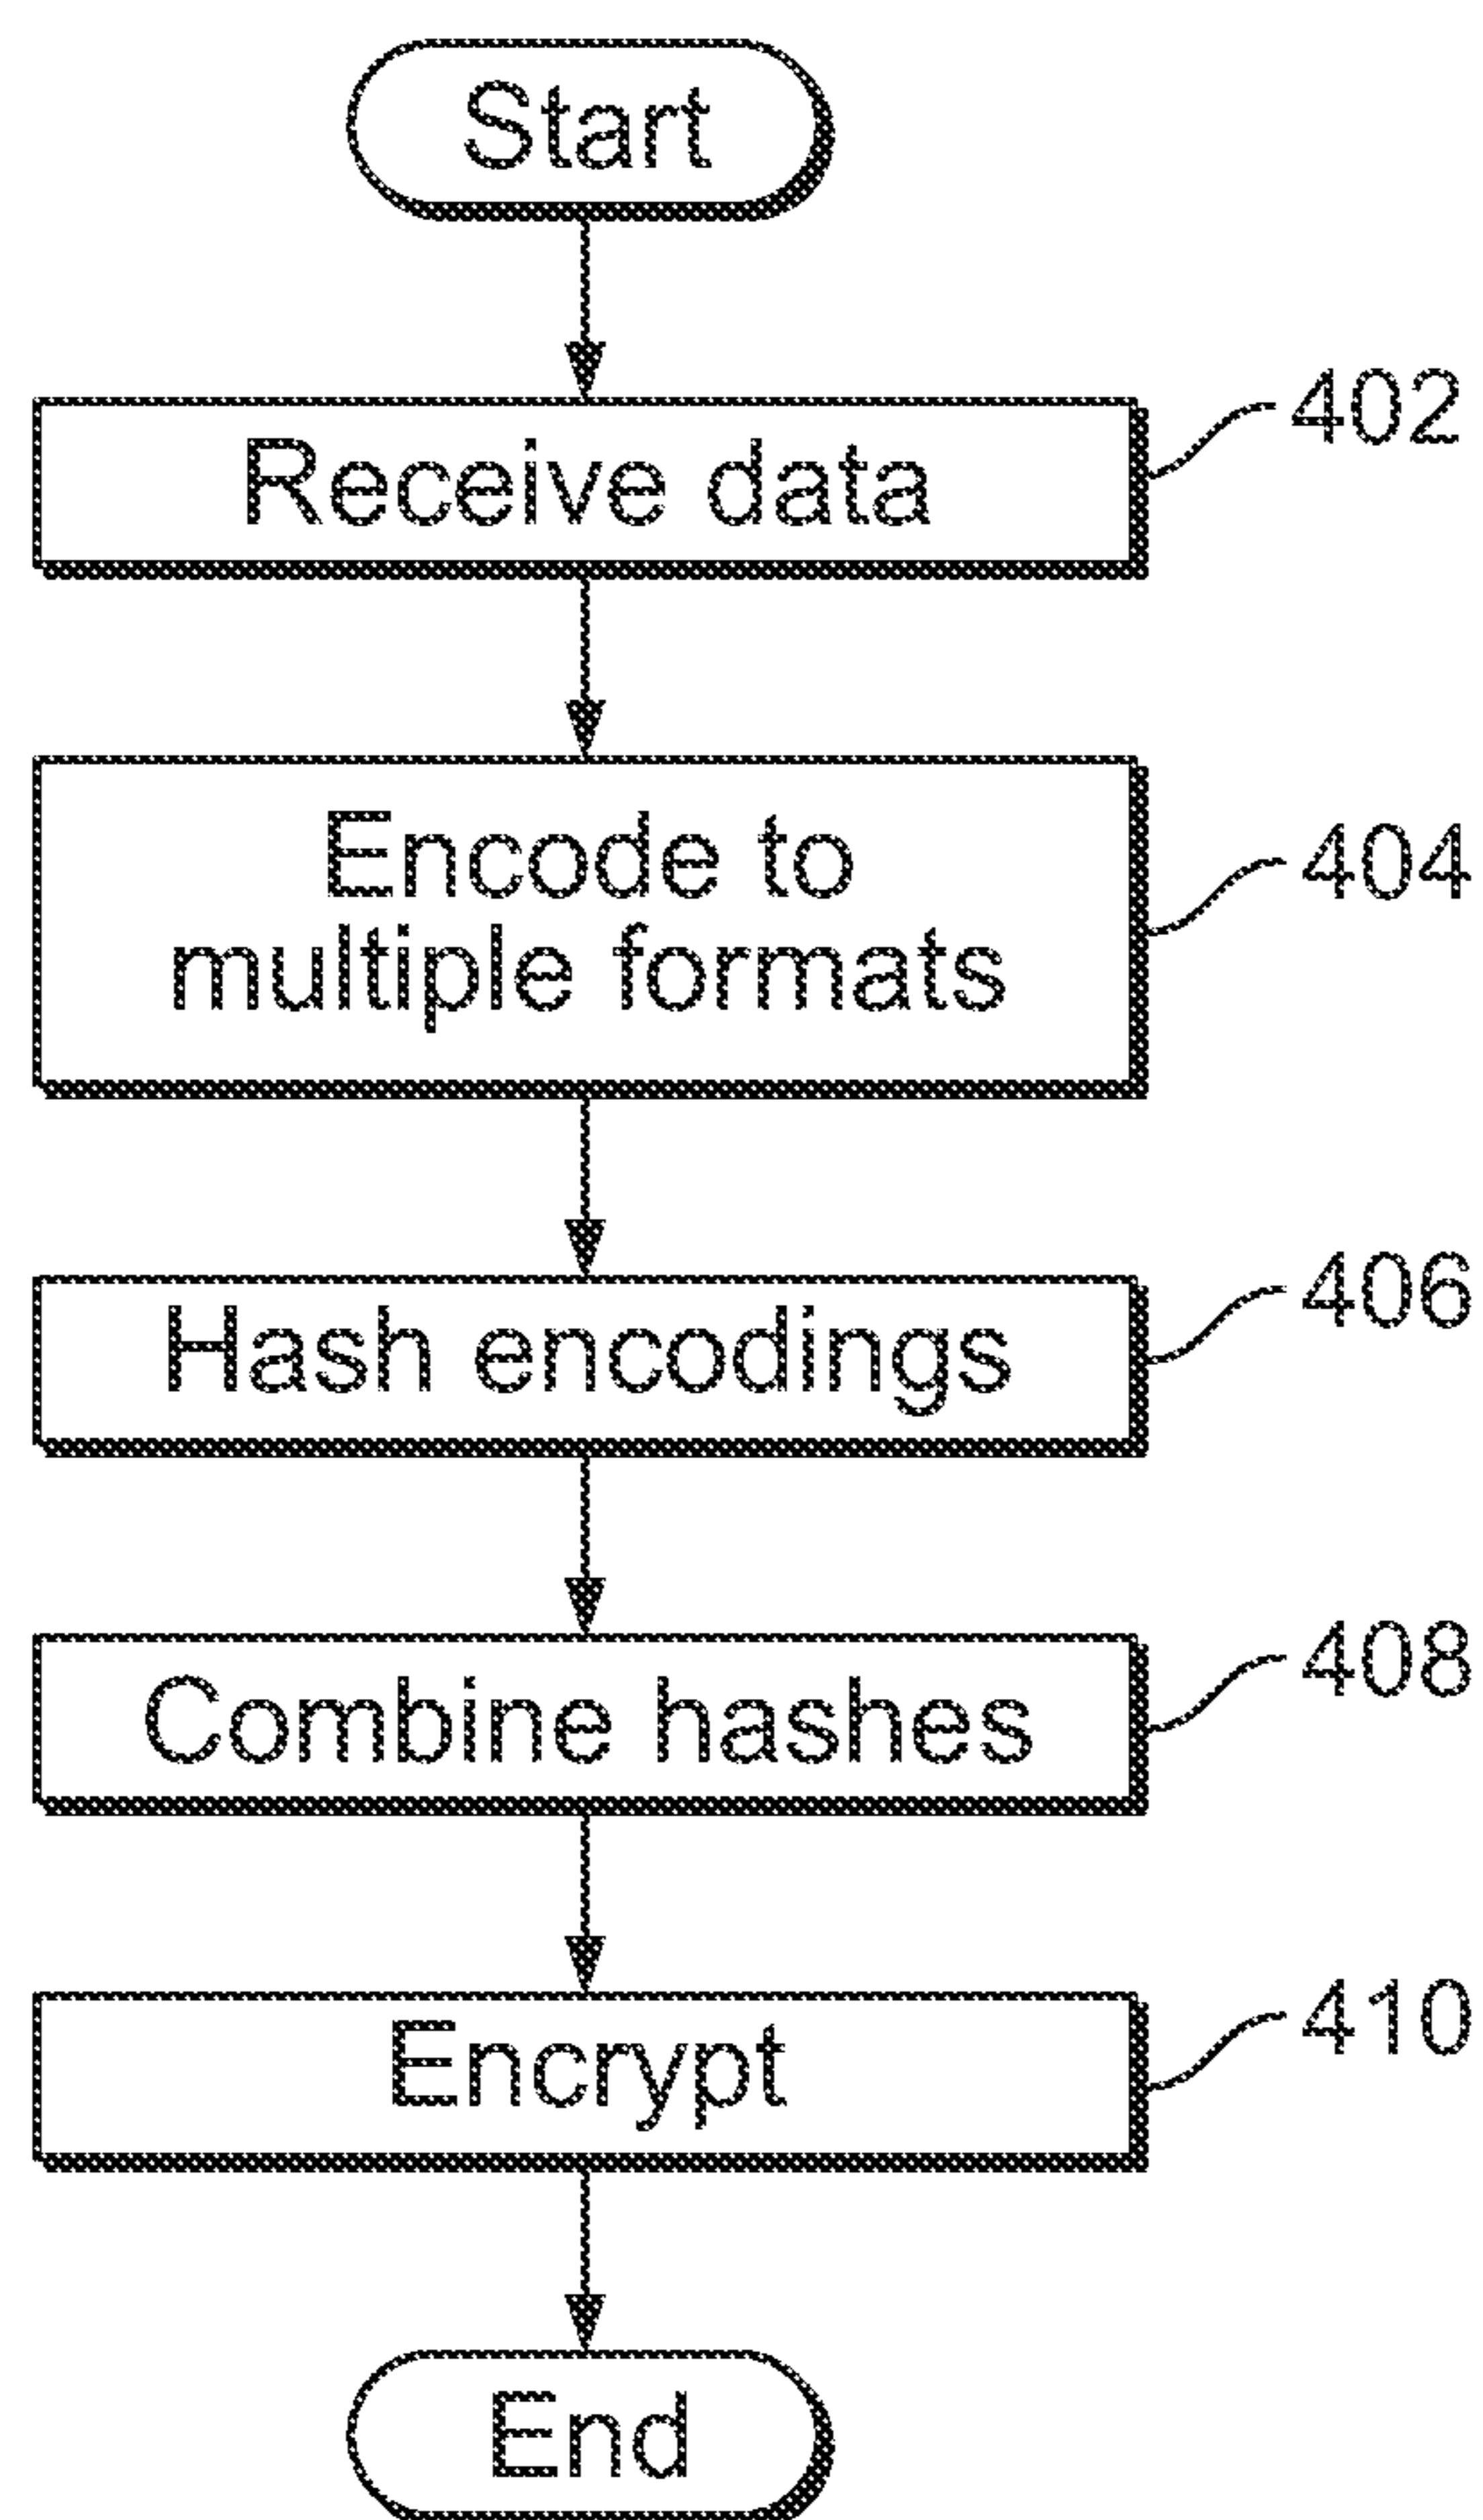 Start
Receive data
402
Encode to
multiple formats
404
Hash encodings
406
Combine hashes
408
Encrypt
410
End